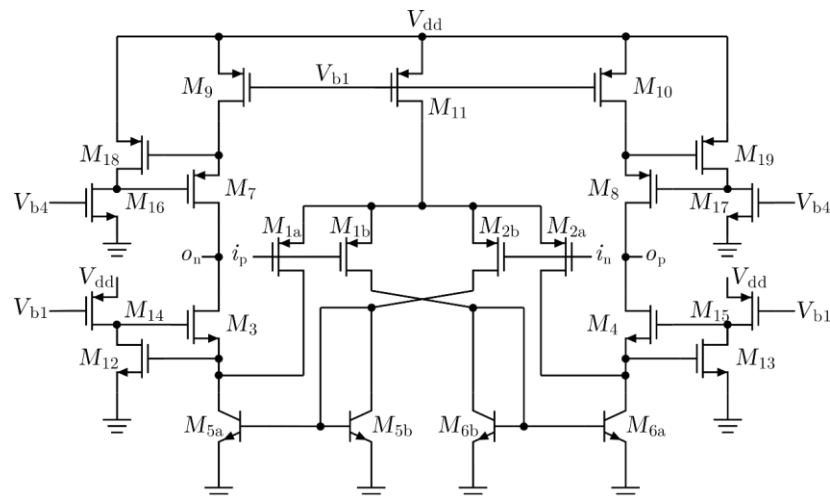 V_dd
M_9 V_b1 M_10
M_11
M_18 M_19
V_b4 M_16 M_7 M_8 M_17 V_b4
M_1a M_1b M_2b M_2a
o_n i_p i_n o_p
V_dd V_dd
V_b1 M_14 M_3 M_4 M_15 V_b1
M_12 M_13
M_5a M_5b M_6b M_6a